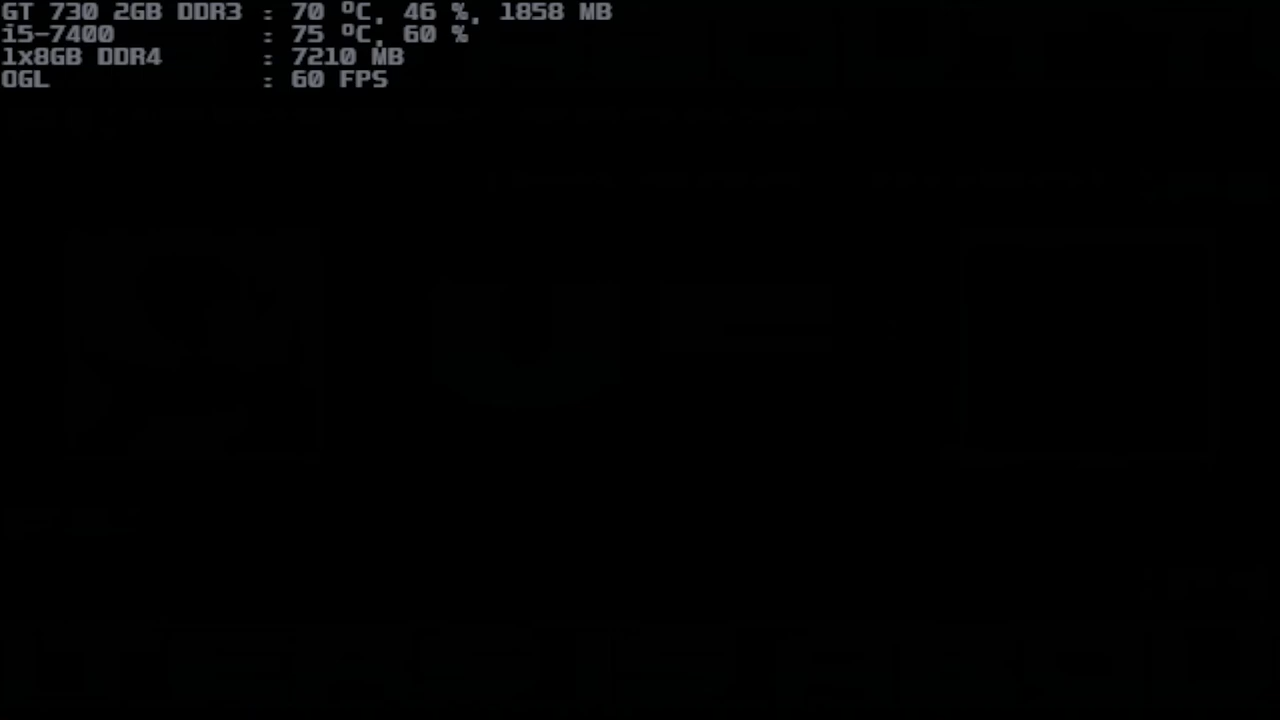 GT 730 2GB DDR3 : 70 ºC, 46 %, 1858 MB
i5-7400 : 75 ºC, 60 %
1x8GB DDR4 : 7210 MB
OGL : 60 FPS